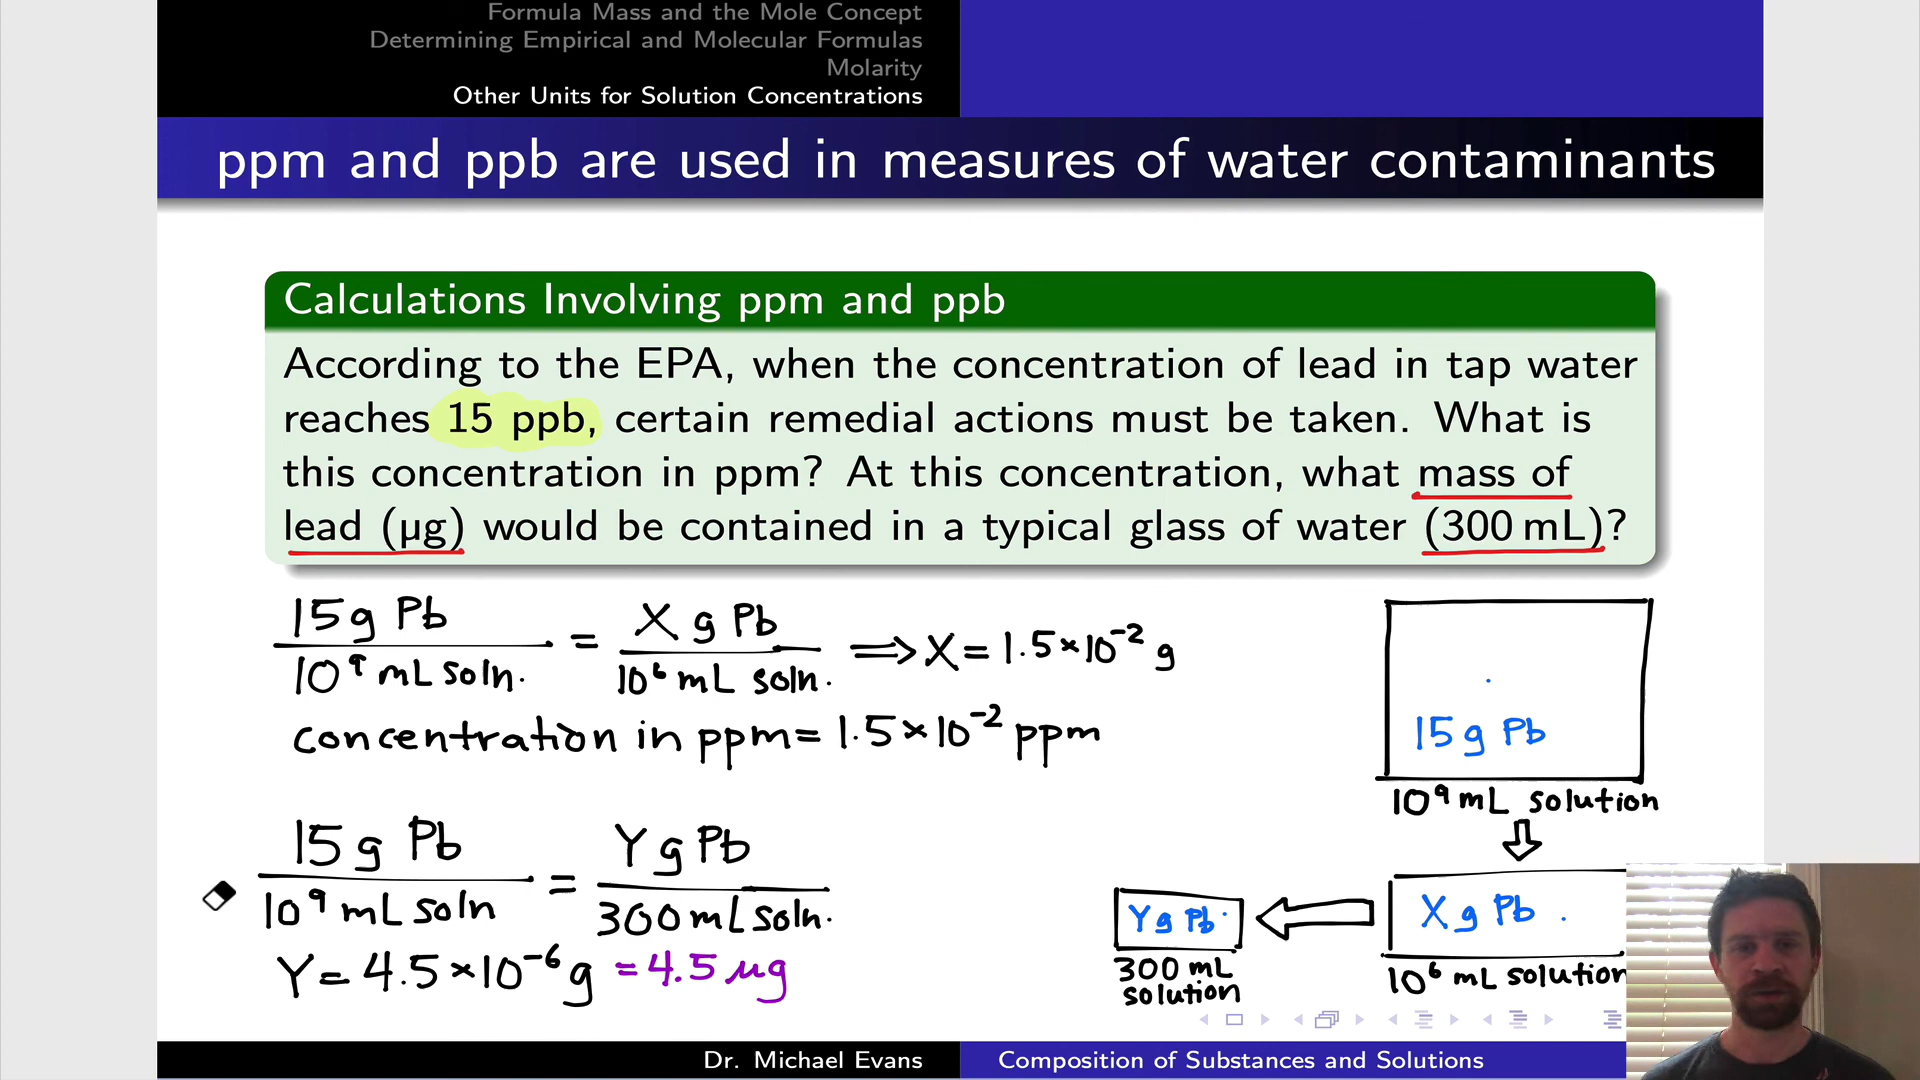 Formula Mass and the Mole Concept
Determining Empirical and Molecular Formulas
Molarity
Other Units for Solution Concentrations
ppm and ppb are used in measures of water contaminants
Calculations Involving ppm and ppb
According to the EPA, when the concentration of lead in tap water
reaches 15 ppb, certain remedial actions must be taken. What is
this concentration in ppm? At this concentration, what mass of
lead (µg) would be contained in a typical glass of water (300 mL)?
15 g Pb / 10⁹ mL soln. = X g Pb / 10⁶ mL soln. ⟹ X = 1.5×10⁻² g
concentration in ppm = 1.5×10⁻² ppm
15 g Pb / 10⁹ mL soln = Y g Pb / 300 mL soln.
Y = 4.5×10⁻⁶ g = 4.5 µg
15 g Pb
10⁹ mL solution
X g Pb
10⁶ mL solution
Y g Pb
300 mL
solution
Dr. Michael Evans
Composition of Substances and Solutions